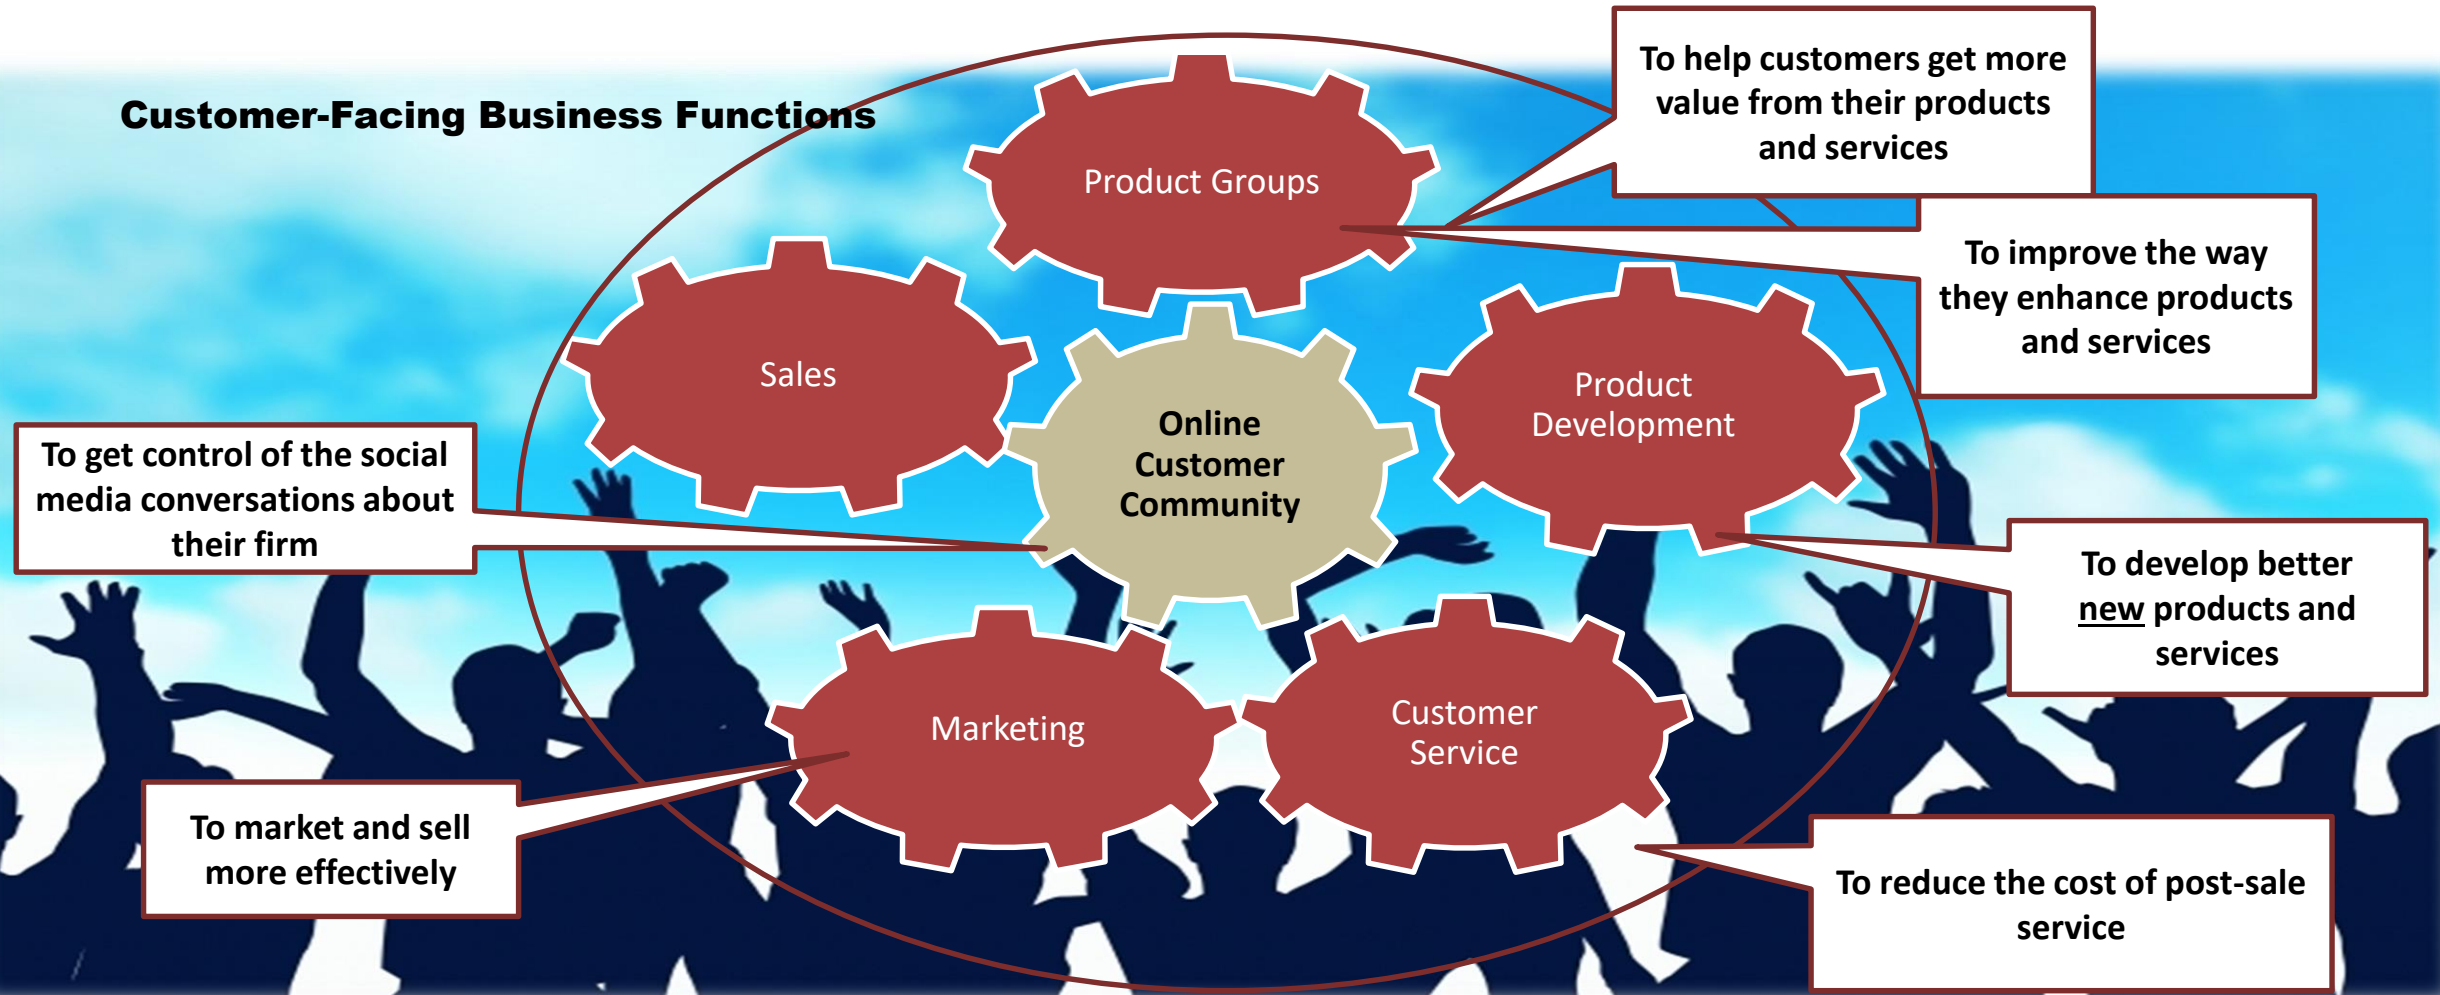 Customer-Facing Business Functions
To help customers get more
value from their products
and services
Product Groups
To improve the way
they enhance products
and services
Sales
Product
Development
Online
Customer
Community
To get control of the social
media conversations about
their firm
To develop better
new products and
services
Marketing
Customer
Service
To market and sell
more effectively
To reduce the cost of post-sale
service